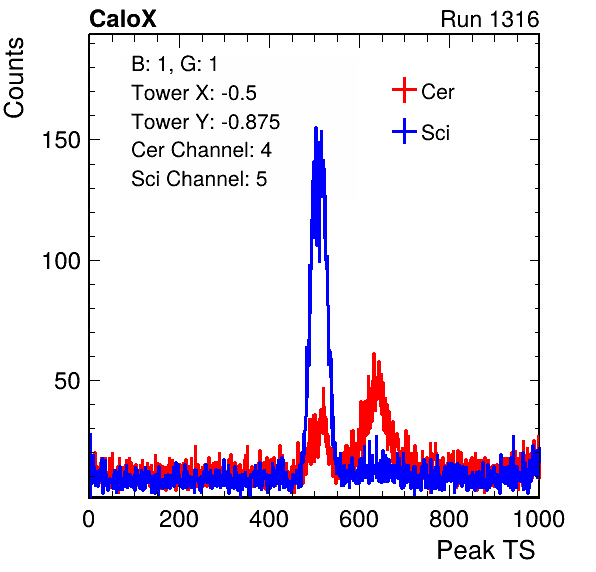 CaloX Run 1316
Counts
B: 1, G: 1
Tower X: -0.5
Tower Y: -0.875
Cer Channel: 4
Sci Channel: 5
Cer
Sci
150
100
50
0 200 400 600 800 1000
Peak TS